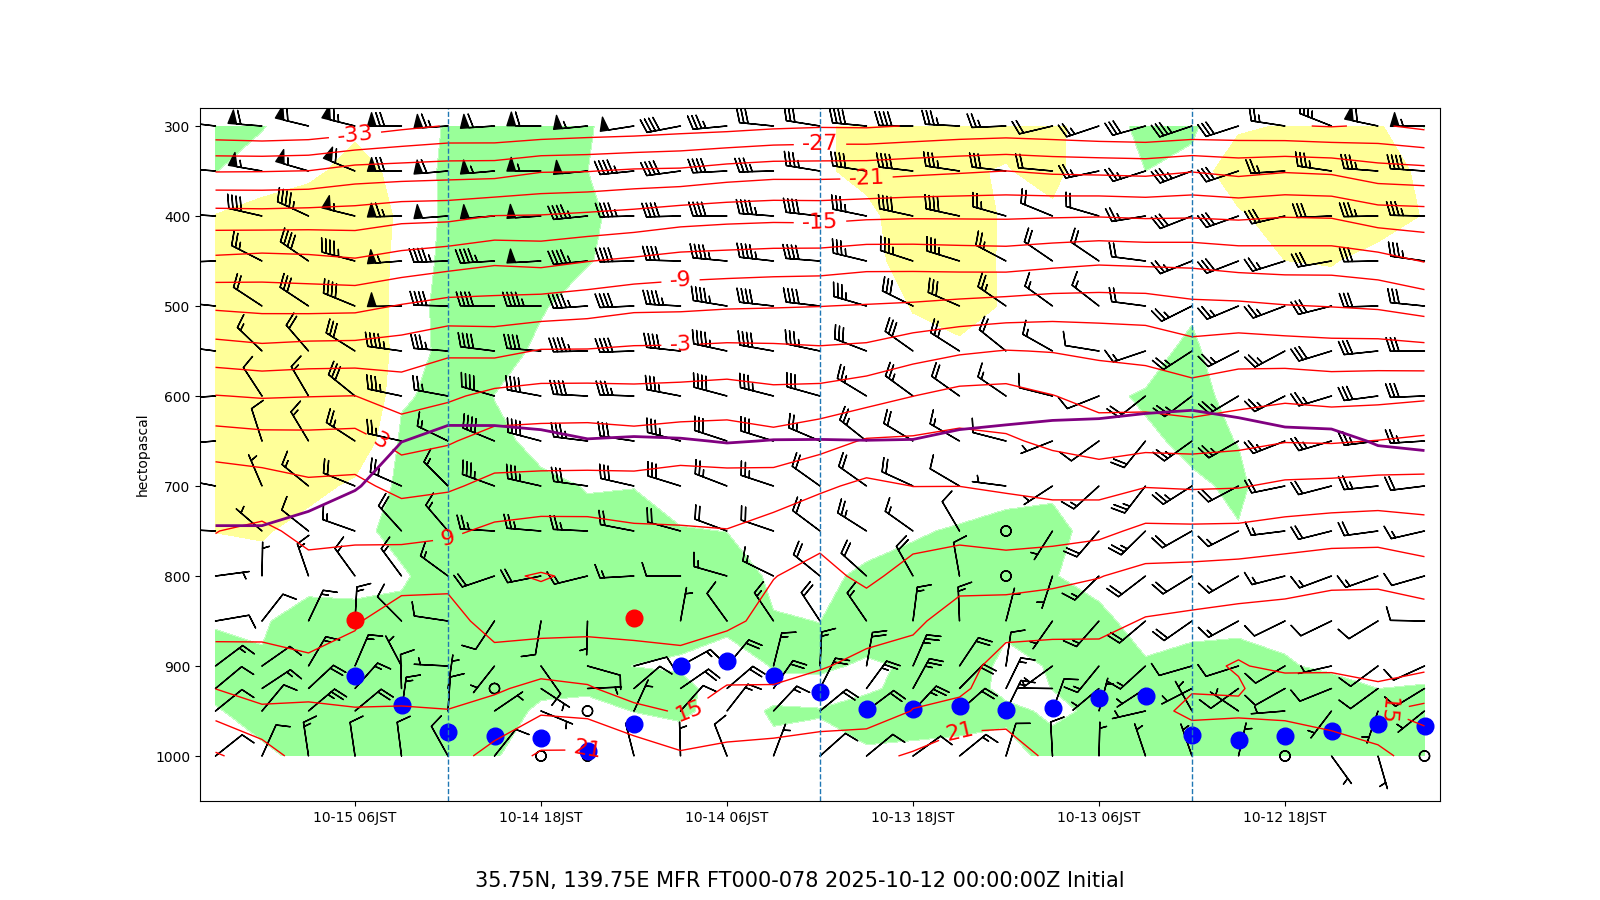 300
400
500
600
700
800
900
1000
hectopascal
-33
-27
-21
-15
-9
-3
3
9
15
21
21
15
10-15 06JST
10-14 18JST
10-14 06JST
10-13 18JST
10-13 06JST
10-12 18JST
35.75N, 139.75E MFR FT000-078 2025-10-12 00:00:00Z Initial